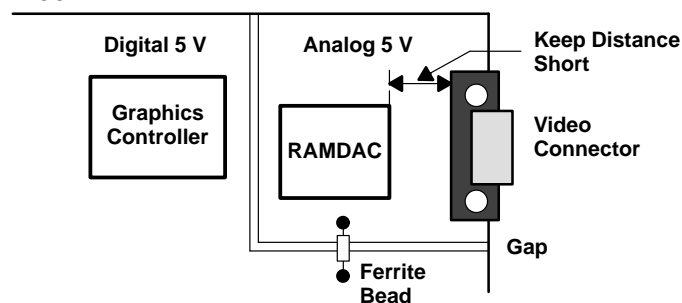 Digital 5 V
Analog 5 V
Keep Distance
Short
Graphics
Controller
RAMDAC
Video
Connector
Gap
Ferrite
Bead